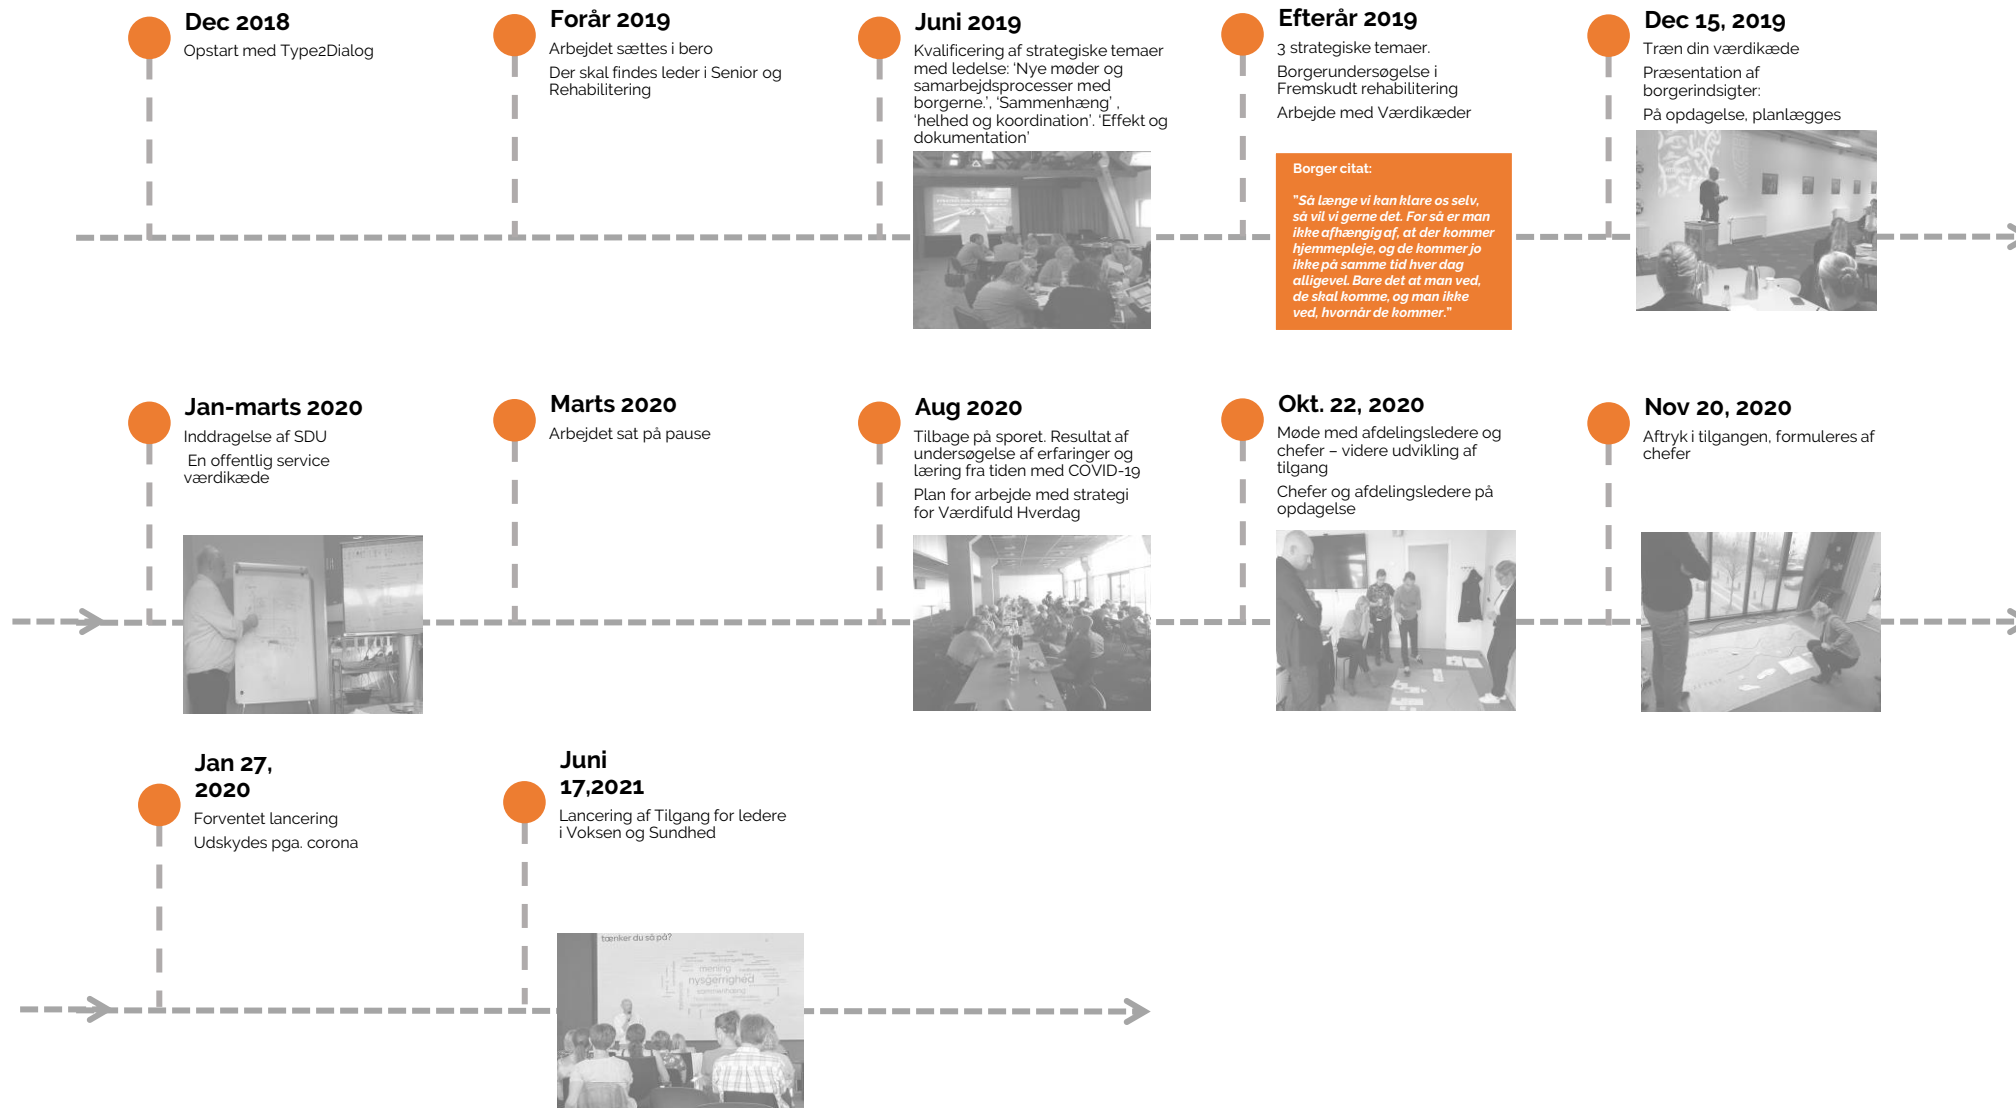 Dec 2018
Opstart med Type2Dialog
Forår 2019
Arbejdet sættes i bero
Der skal findes leder i Senior og
Rehabilitering
Juni 2019
Kvalificering af strategiske temaer
med ledelse: 'Nye møder og
samarbejdsprocesser med
borgerne.', 'Sammenhæng' ,
'helhed og koordination'. 'Effekt og
dokumentation'
Efterår 2019
3 strategiske temaer.
Borgerundersøgelse i
Fremskudt rehabilitering
Arbejde med Værdikæder
Borger citat:
"Så længe vi kan klare os selv,
så vil vi gerne det. For så er man
ikke afhængig af, at der kommer
hjemmepleje, og de kommer jo
ikke på samme tid hver dag
alligevel. Bare det at man ved,
de skal komme, og man ikke
ved, hvornår de kommer."
Dec 15, 2019
Træn din værdikæde
Præsentation af
borgerindsigter:
På opdagelse, planlægges
Jan-marts 2020
Inddragelse af SDU
En offentlig service
værdikæde
Marts 2020
Arbejdet sat på pause
Aug 2020
Tilbage på sporet. Resultat af
undersøgelse af erfaringer og
læring fra tiden med COVID-19
Plan for arbejde med strategi
for Værdifuld Hverdag
Okt. 22, 2020
Møde med afdelingsledere og
chefer – videre udvikling af
tilgang
Chefer og afdelingsledere på
opdagelse
Nov 20, 2020
Aftryk i tilgangen, formuleres af
chefer
Jan 27,
2020
Forventet lancering
Udskydes pga. corona
Juni
17,2021
Lancering af Tilgang for ledere
i Voksen og Sundhed
tænker du så på?
mening
nysgerrighed
sammenhæng